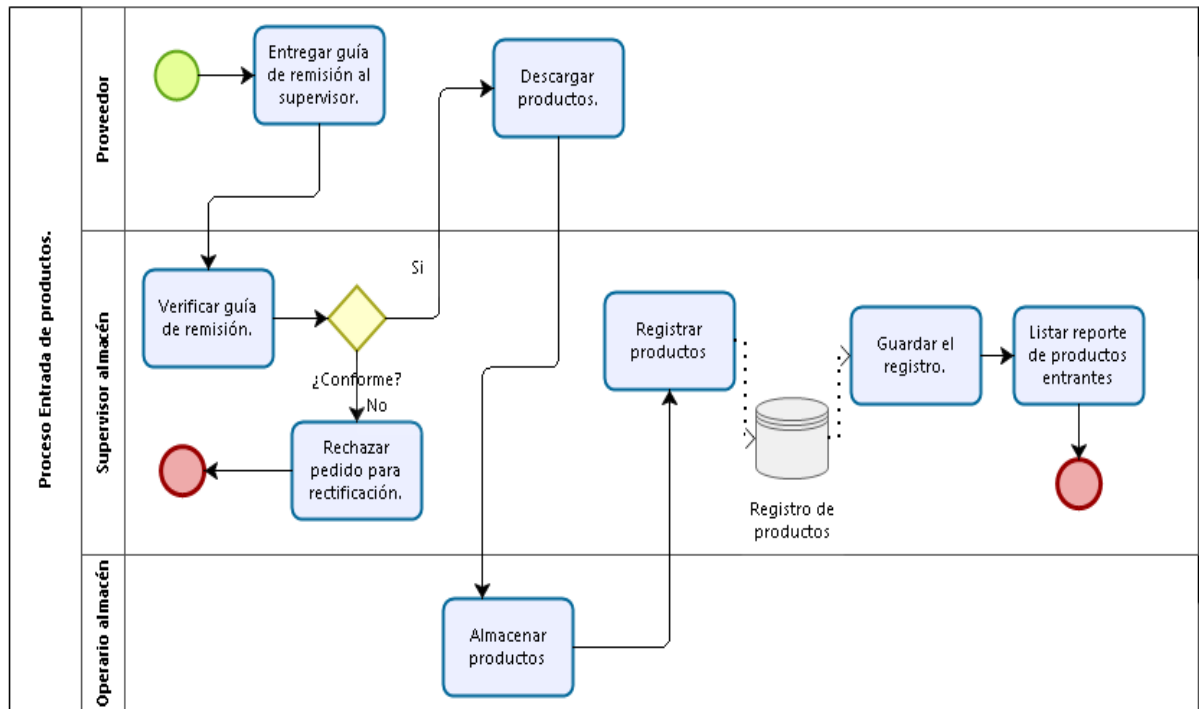 Proceso Entrada de productos.
Proveedor
Entregar guía
de remisión al
supervisor.
Descargar
productos.
Supervisor almacén
Verificar guía
de remisión.
¿Conforme?
Si
No
Rechazar
pedido para
rectificación.
Registrar
productos
Registro de
productos
Guardar el
registro.
Listar reporte
de productos
entrantes
Operario almacén
Almacenar
productos